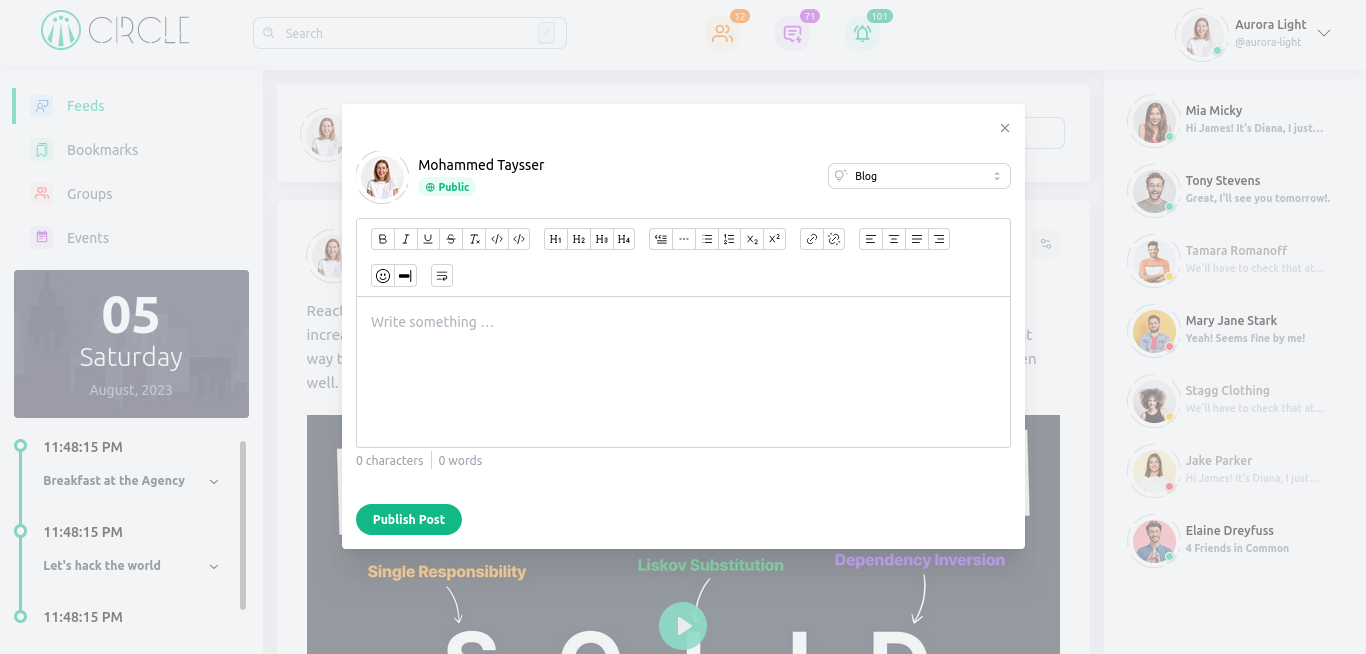 CIRCLE
Search
/
12
71
101
Aurora Light
@aurora-light
Feeds
Bookmarks
Groups
Events
05
Saturday
August, 2023
11:48:15 PM
Breakfast at the Agency
11:48:15 PM
Let's hack the world
11:48:15 PM
Mohammed Taysser
Public
Blog
B I U S Tx </> </> H1 H2 H3 H4 x₂ x²
Write something …
0 characters
0 words
Publish Post
React
increa
way t
well.
t
en
Single Responsibility
Liskov Substitution
Dependency Inversion
S O L I D
Mia Micky
Hi James! It's Diana, I just...
Tony Stevens
Great, I'll see you tomorrow!.
Tamara Romanoff
We'll have to check that at...
Mary Jane Stark
Yeah! Seems fine by me!
Stagg Clothing
We'll have to check that at...
Jake Parker
Hi James! It's Diana, I just...
Elaine Dreyfuss
4 Friends in Common